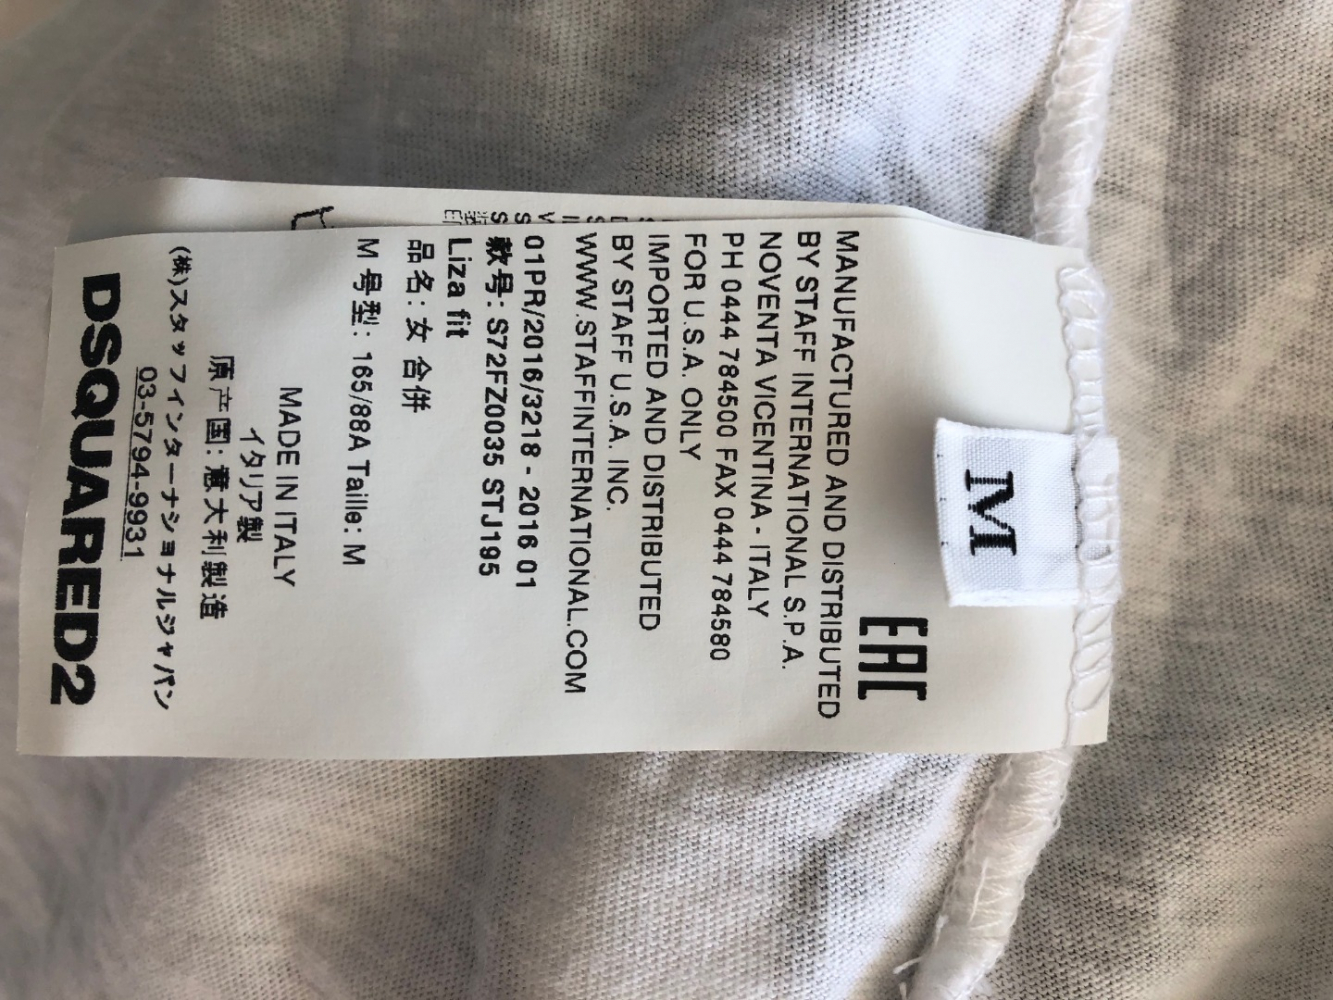 M
EAC
MANUFACTURED AND DISTRIBUTED
BY STAFF INTERNATIONAL S.P.A.
NOVENTA VICENTINA - ITALY
PH 0444 784500 FAX 0444 784580
FOR U.S.A. ONLY
IMPORTED AND DISTRIBUTED
BY STAFF U.S.A. INC.
WWW.STAFFINTERNATIONAL.COM
01PR/2016/3218 - 2016 01
款号: S72FZ0035 STJ195
Liza fit
品名: 女 合併
M 号型: 165/88A Taille: M
MADE IN ITALY
イタリア製
原产国: 意大利製造
(株)スタッフインターナショナルジャパン
03-5794-9931
DSQUARED2